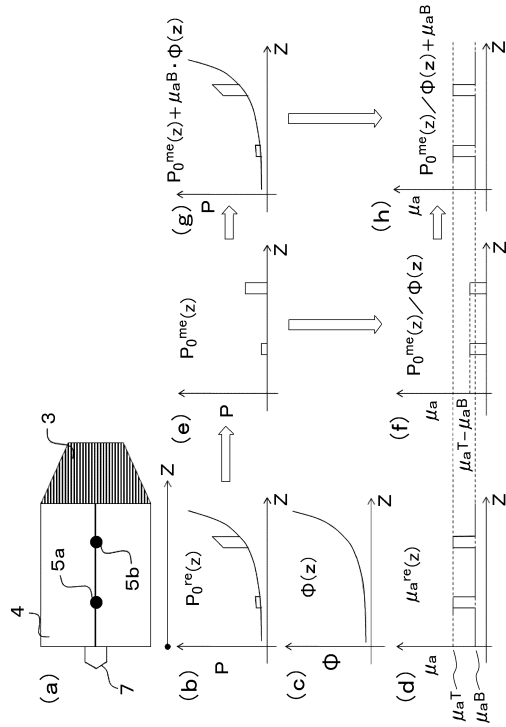 (a)
4
5a
5b
3
7
Z
(b)
P
P₀ʳᵉ(z)
Z
(c)
Φ
Φ(z)
Z
(d)
μa
μaʳᵉ(z)
Z
μaT
μaB
(e)
P
P₀ᵐᵉ(z)
Z
(f)
μa
P₀ᵐᵉ(z)/Φ(z)
μaT−μaB
Z
(g)
P
P₀ᵐᵉ(z)+μaB·Φ(z)
Z
(h)
μa
P₀ᵐᵉ(z)/Φ(z)+μaB
Z